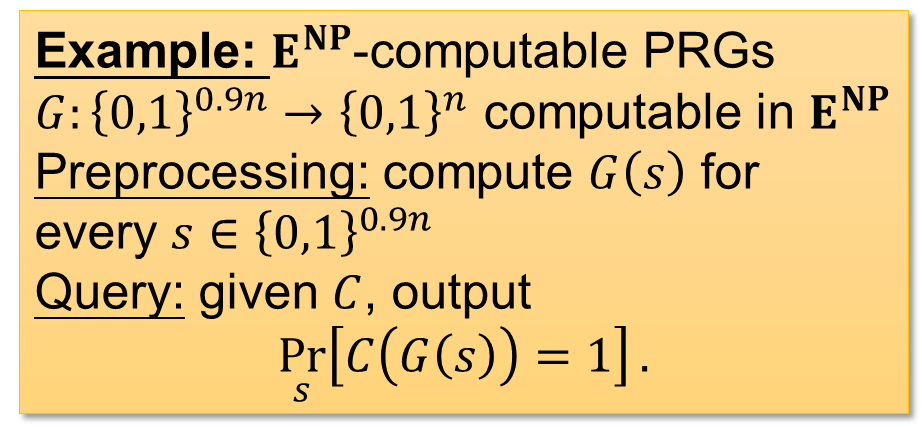 Example: E^NP-computable PRGs
G: {0,1}^0.9n → {0,1}^n computable in E^NP
Preprocessing: compute G(s) for
every s ∈ {0,1}^0.9n
Query: given C, output
Pr_s[C(G(s)) = 1].